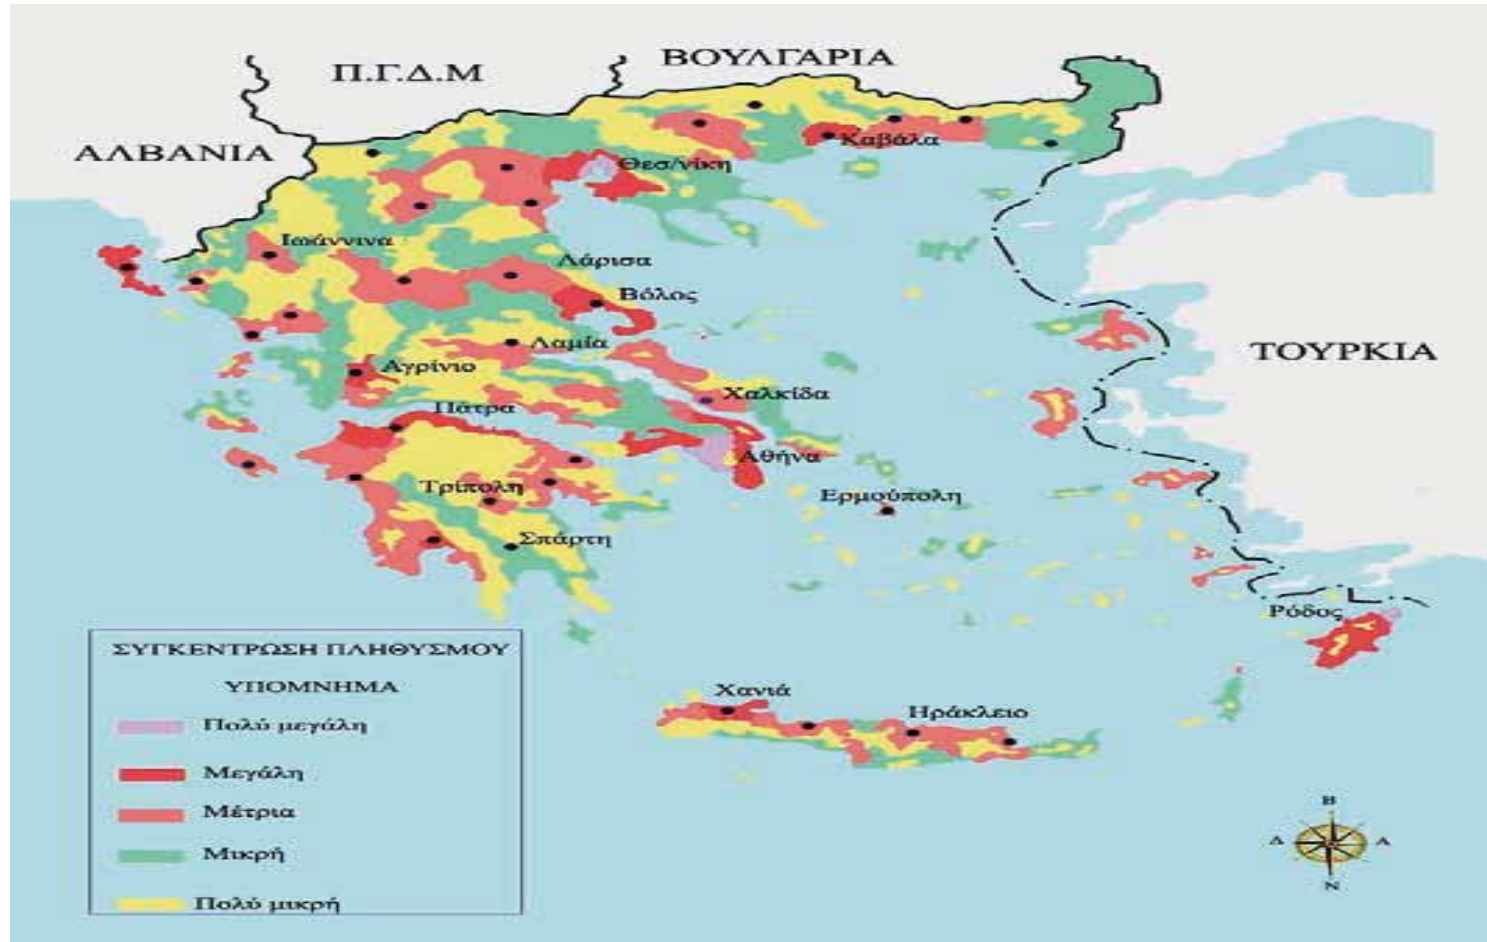 Π.Γ.Δ.Μ
ΒΟΥΛΓΑΡΙΑ
ΑΛΒΑΝΙΑ
Καβάλα
Θεσ/νίκη
Ιωάννινα
Λάρισα
Βόλος
Λαμία
ΤΟΥΡΚΙΑ
Αγρίνιο
Χαλκίδα
Πάτρα
Αθήνα
Τρίπολη
Ερμούπολη
Σπάρτη
Ρόδος
ΣΥΓΚΕΝΤΡΩΣΗ ΠΛΗΘΥΣΜΟΥ
ΥΠΟΜΝΗΜΑ
Πολύ μεγάλη
Μεγάλη
Μέτρια
Μικρή
Πολύ μικρή
Χανιά
Ηράκλειο
Β
Δ
Α
Ν